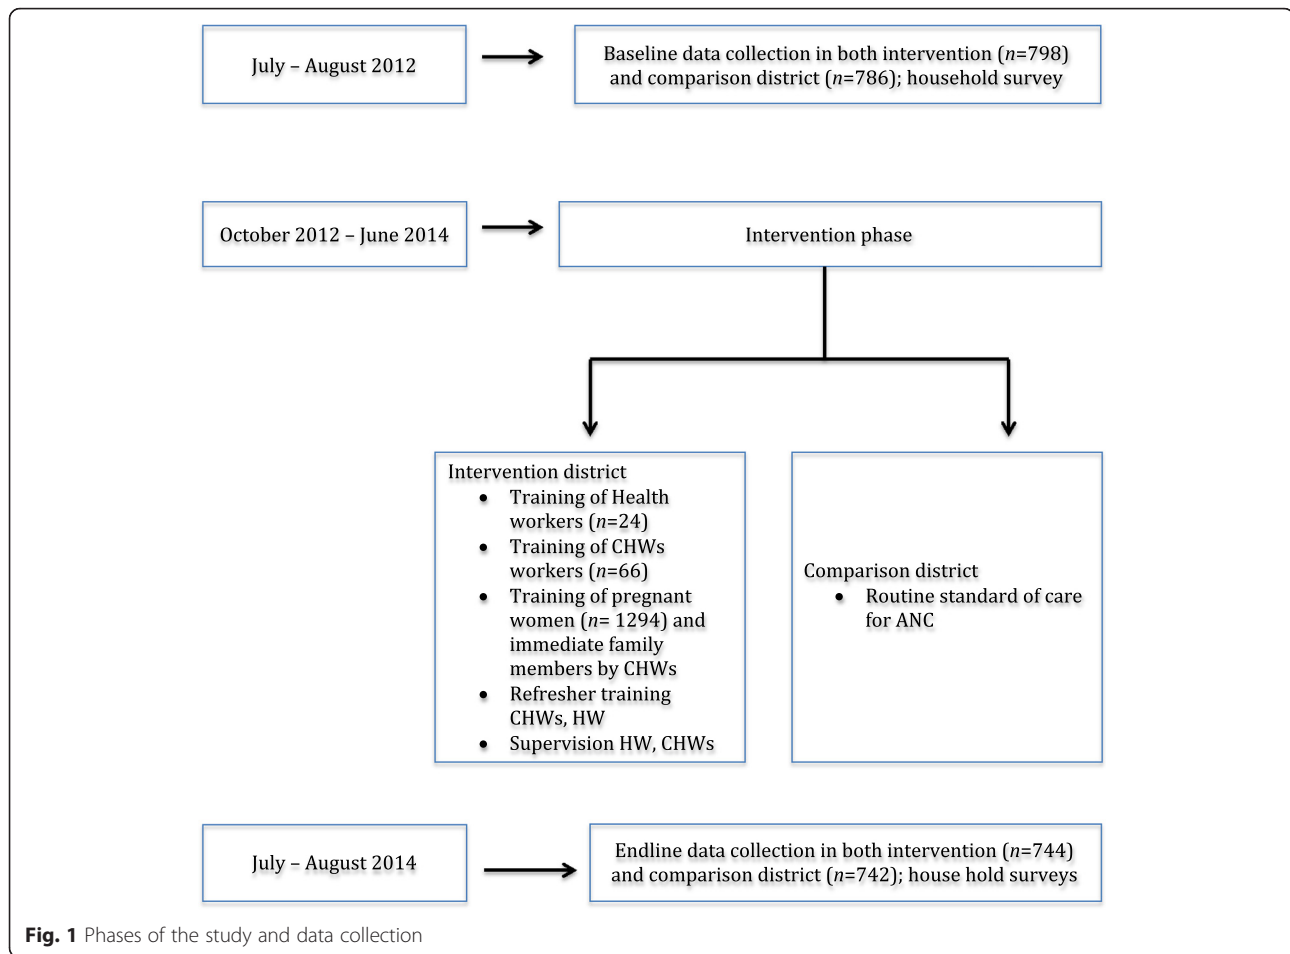 July – August 2012
Baseline data collection in both intervention (n=798)
and comparison district (n=786); household survey
October 2012 – June 2014
Intervention phase
Intervention district
• Training of Health
workers (n=24)
• Training of CHWs
workers (n=66)
• Training of pregnant
women (n= 1294) and
immediate family
members by CHWs
• Refresher training
CHWs, HW
• Supervision HW, CHWs
Comparison district
• Routine standard of care
for ANC
July – August 2014
Endline data collection in both intervention (n=744)
and comparison district (n=742); house hold surveys
Fig. 1 Phases of the study and data collection